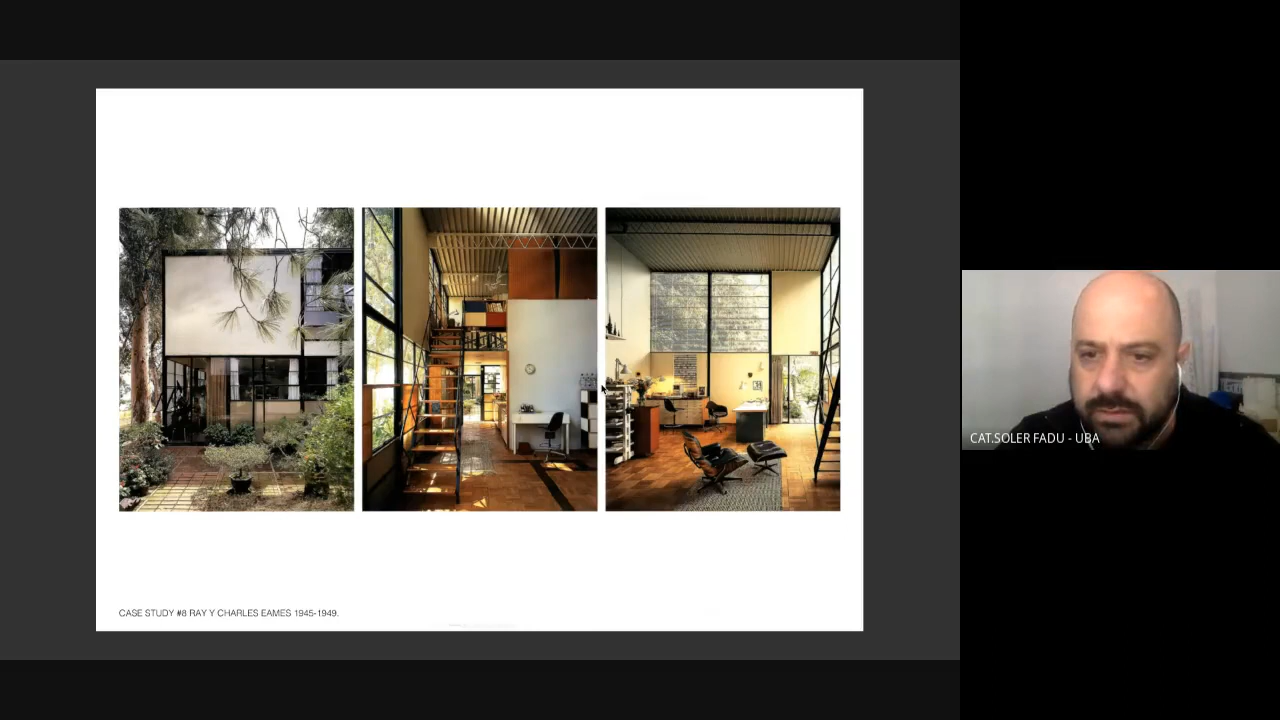 CAT.SOLER FADU - UBA
CASE STUDY #8 RAY Y CHARLES EAMES 1945-1949.